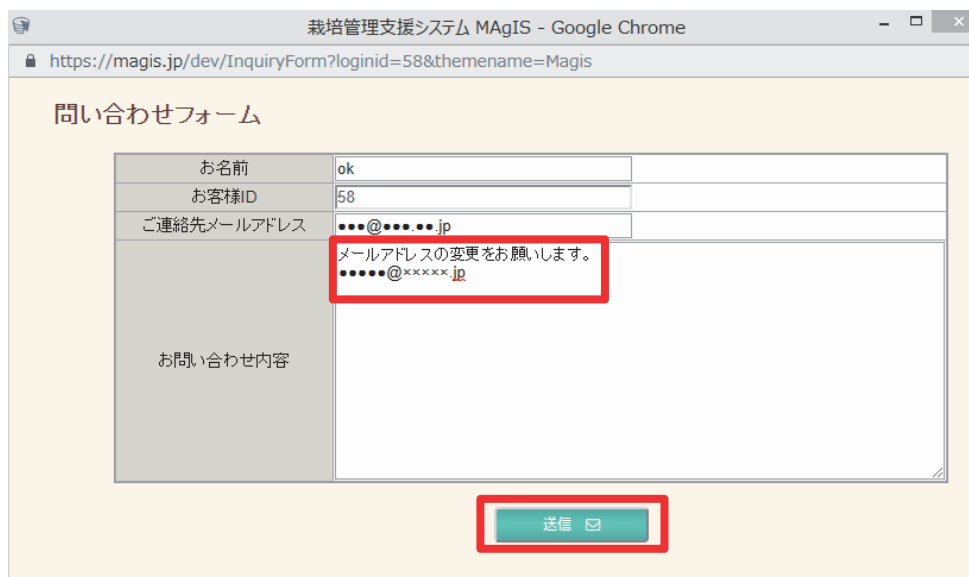 栽培管理支援システム MAgIS - Google Chrome
https://magis.jp/dev/InquiryForm?loginid=58&themename=Magis
問い合わせフォーム
お名前 ok
お客様ID 58
ご連絡先メールアドレス ●●●@●●●.●●.jp
メールアドレスの変更をお願いします。
●●●●●@×××××.jp
お問い合わせ内容
送信